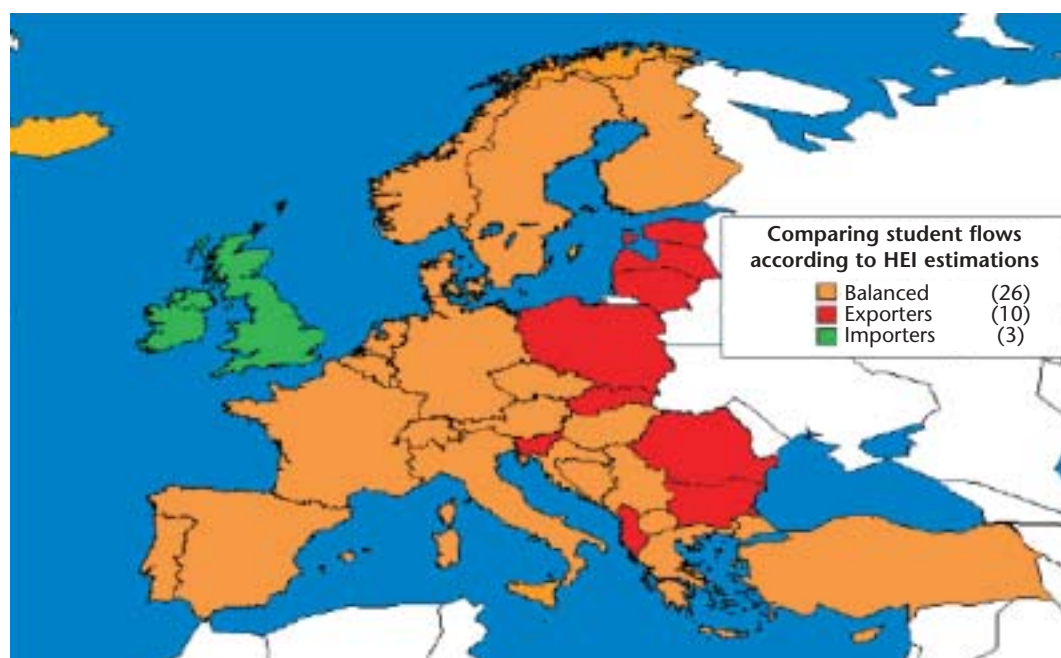 Comparing student flows
according to HEI estimations
Balanced (26)
Exporters (10)
Importers (3)